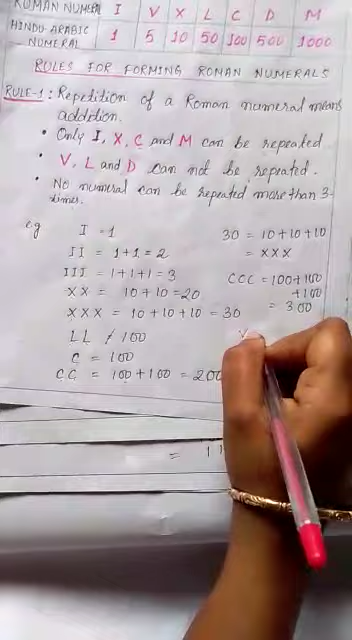 ROMAN NUMERAL I V X L C D M
HINDU ARABIC NUMERAL 1 5 10 50 100 500 1000
RULES FOR FORMING ROMAN NUMERALS
RULE-1: Repetition of a Roman numeral means
addition.
• Only I, X, C and M can be repeated
• V, L and D can not be repeated.
• No numeral can be repeated more than 3-
times.
eg I = 1
II = 1+1 = 2
III = 1+1+1 = 3
XX = 10+10 = 20
XXX = 10+10+10 = 30
LL ≠ 100
C = 100
CC = 100+100 = 200
30 = 10+10+10
= XXX
CCC = 100+100
+100
= 300